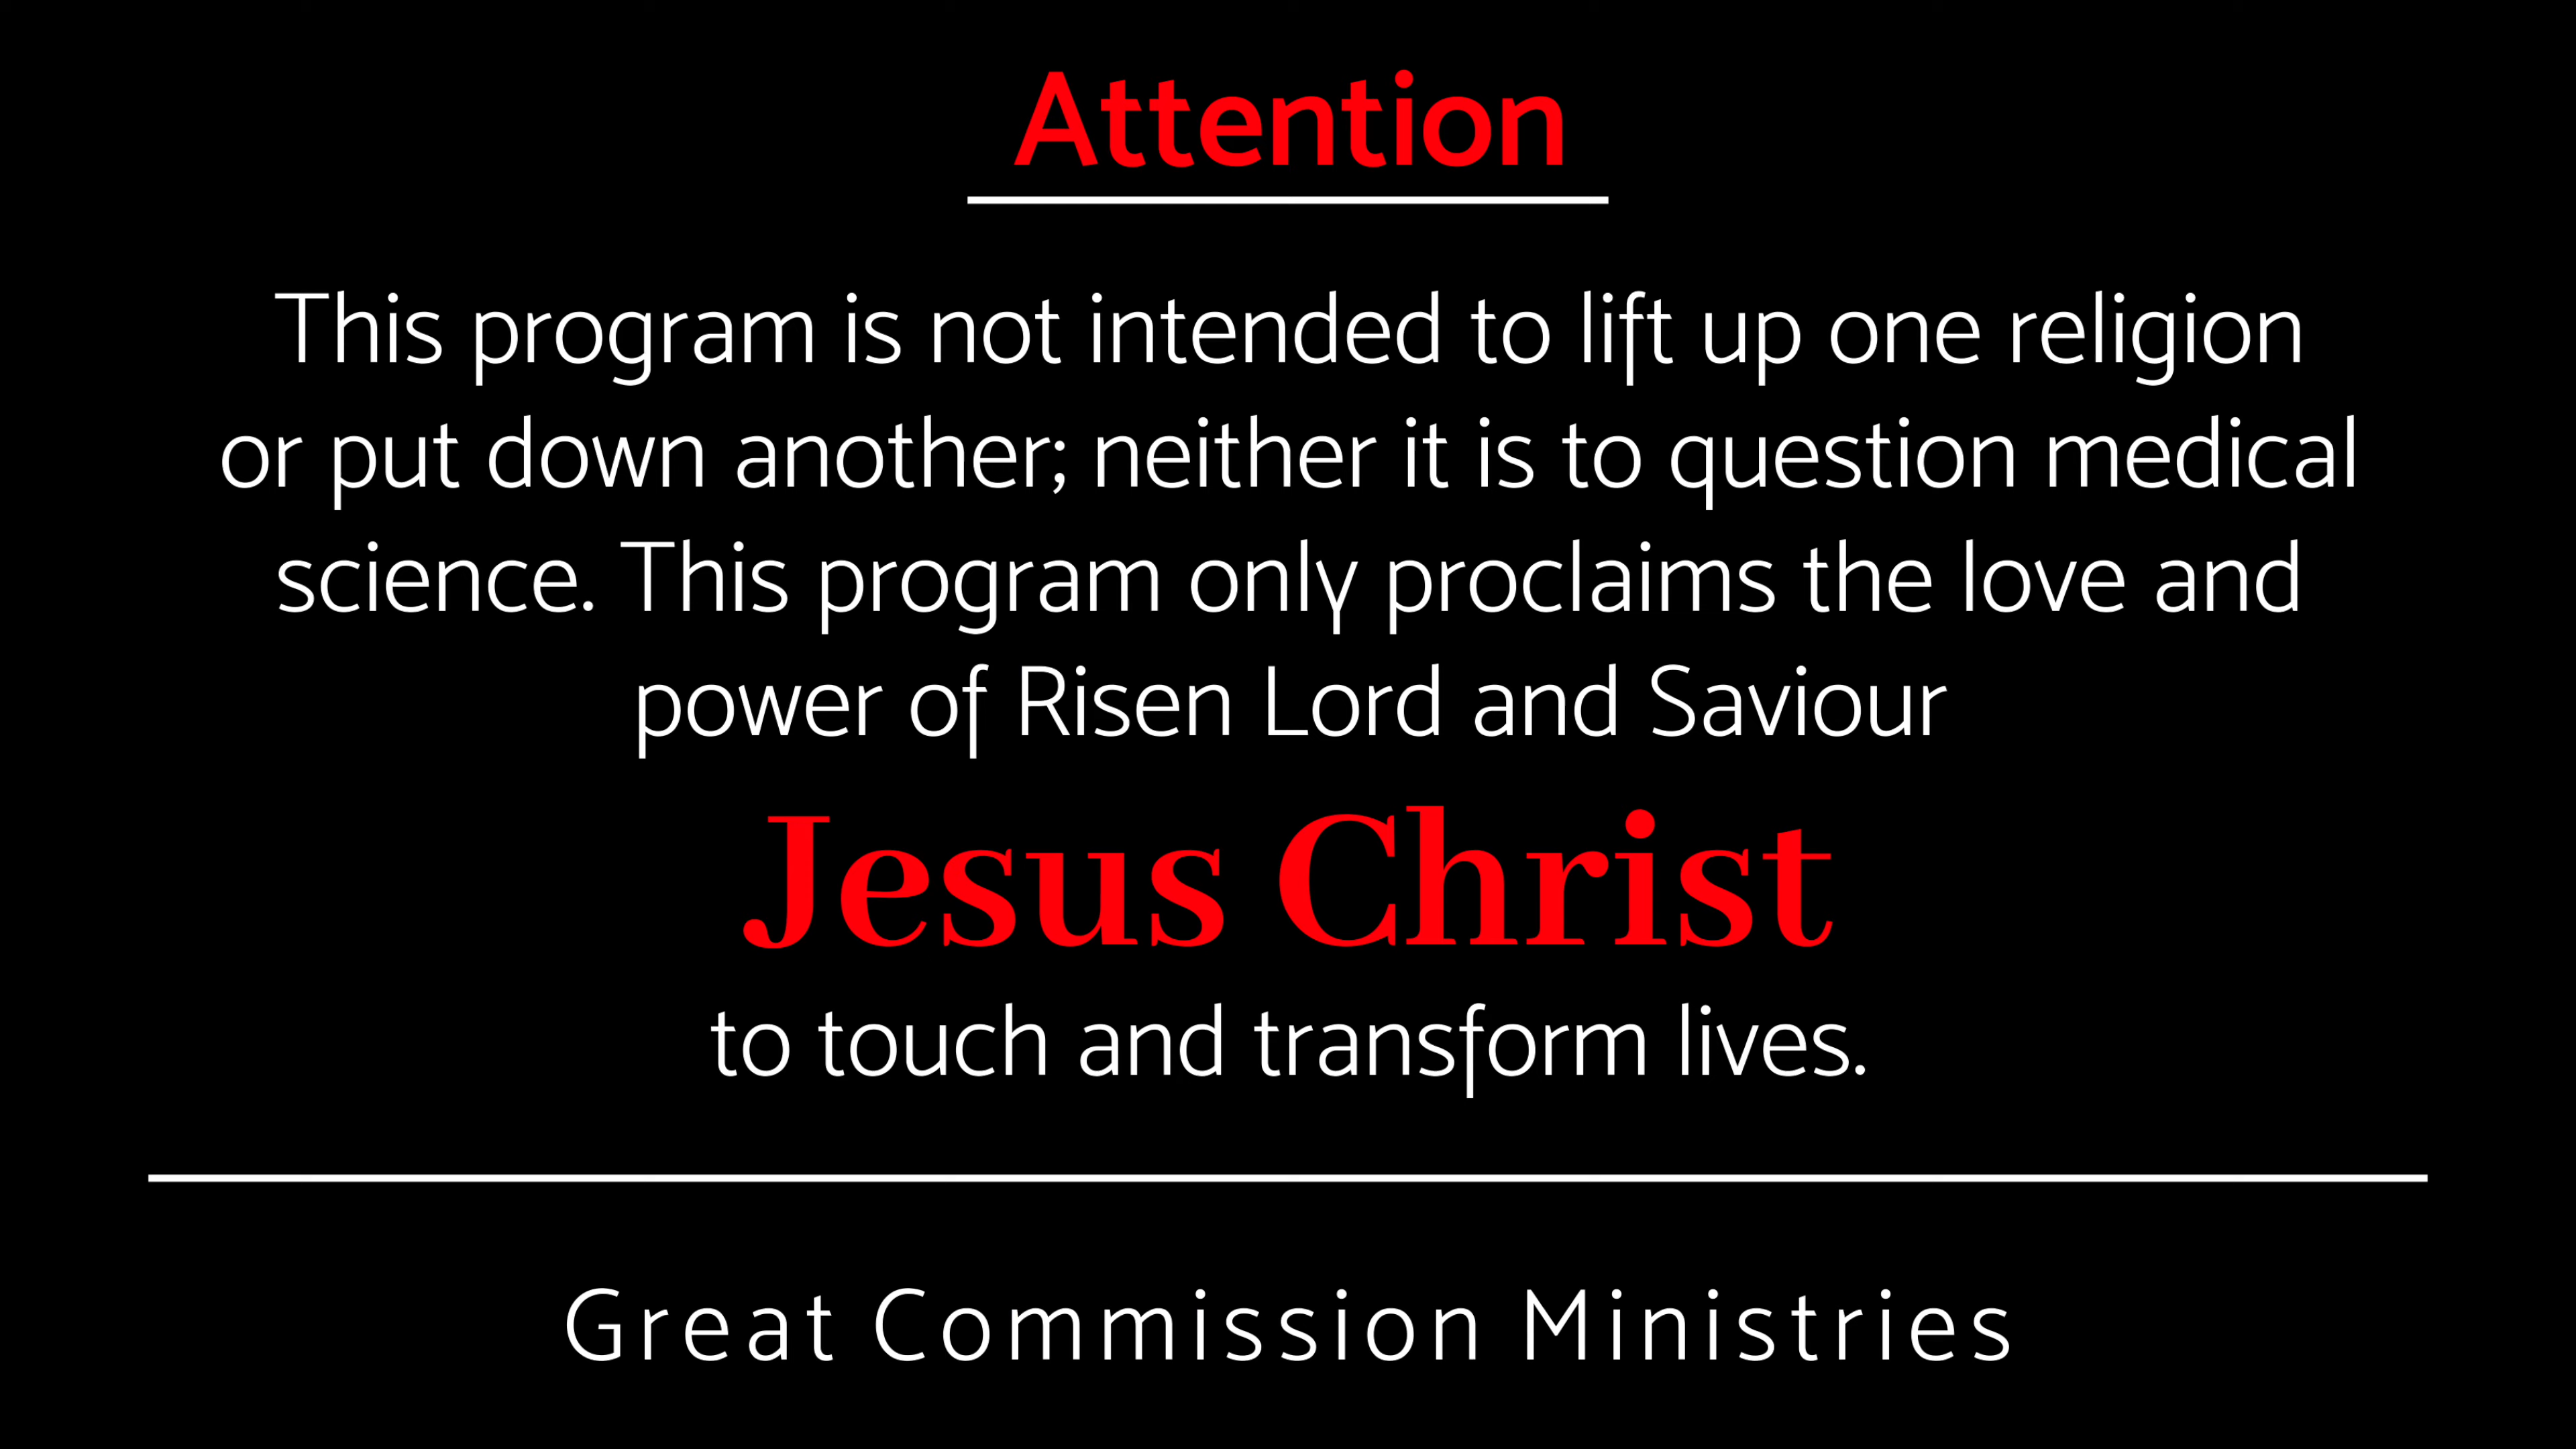 Attention
This program is not intended to lift up one religion
or put down another; neither it is to question medical
science. This program only proclaims the love and
power of Risen Lord and Saviour
Jesus Christ
to touch and transform lives.
Great Commission Ministries